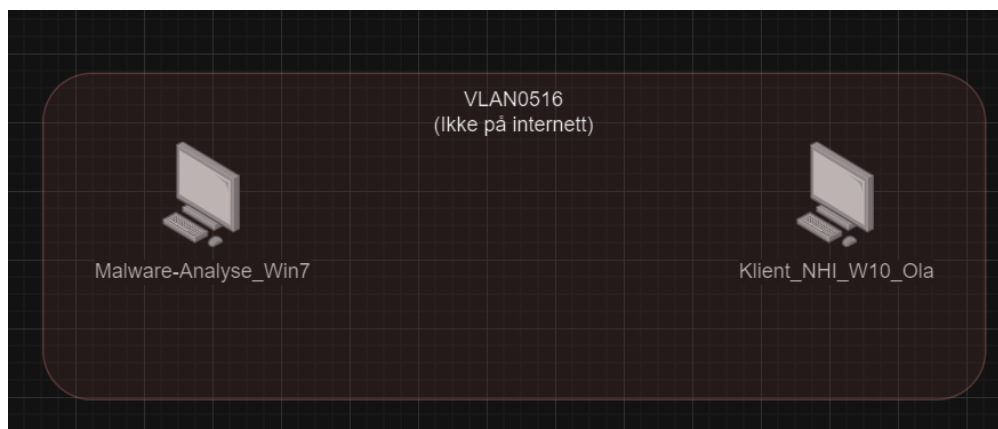 VLAN0516
(Ikke på internett)
Malware-Analyse_Win7
Klient_NHI_W10_Ola